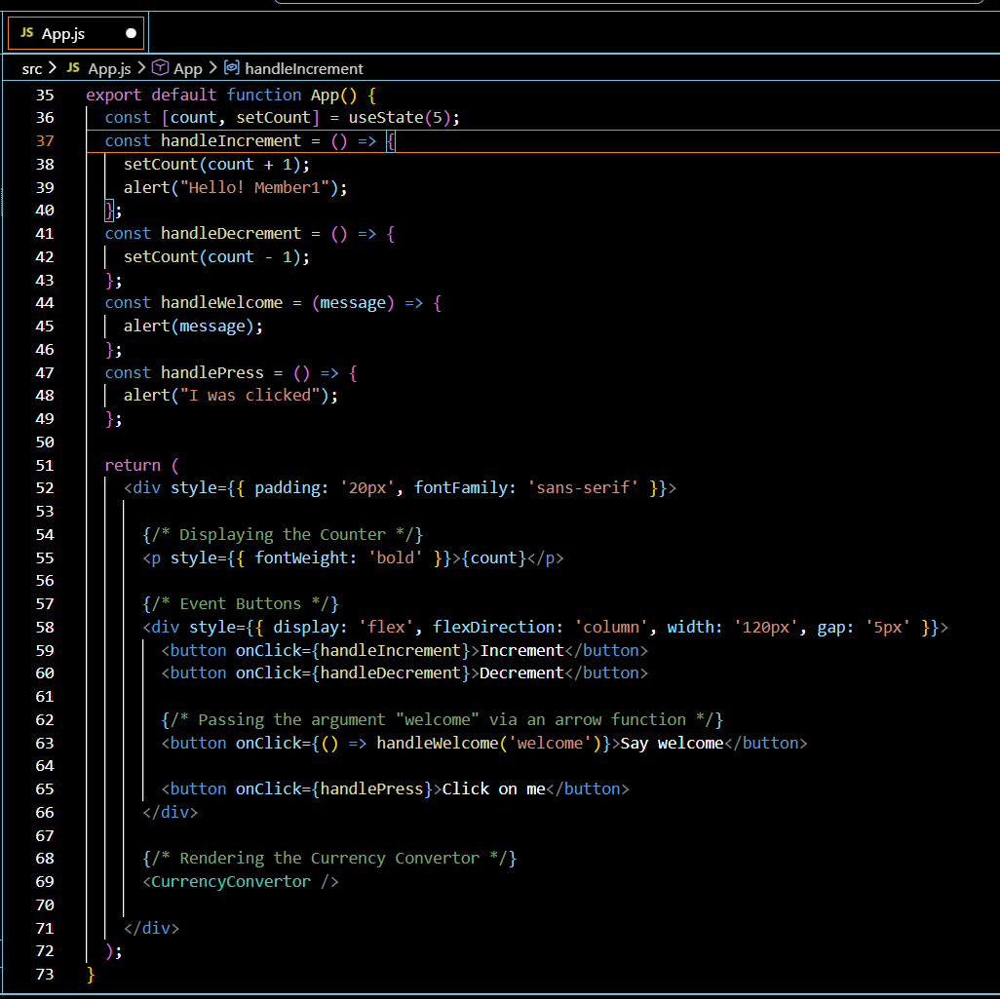 JS App.js ●
src > JS App.js > App > handleIncrement
35 export default function App() {
36   const [count, setCount] = useState(5);
37   const handleIncrement = () => {
38     setCount(count + 1);
39     alert("Hello! Member1");
40   };
41   const handleDecrement = () => {
42     setCount(count - 1);
43   };
44   const handleWelcome = (message) => {
45     alert(message);
46   };
47   const handlePress = () => {
48     alert("I was clicked");
49   };
50
51   return (
52     <div style={{ padding: '20px', fontFamily: 'sans-serif' }}>
53
54       {/* Displaying the Counter */}
55       <p style={{ fontWeight: 'bold' }}>{count}</p>
56
57       {/* Event Buttons */}
58       <div style={{ display: 'flex', flexDirection: 'column', width: '120px', gap: '5px' }}>
59         <button onClick={handleIncrement}>Increment</button>
60         <button onClick={handleDecrement}>Decrement</button>
61
62         {/* Passing the argument "welcome" via an arrow function */}
63         <button onClick={() => handleWelcome('welcome')}>Say welcome</button>
64
65         <button onClick={handlePress}>Click on me</button>
66       </div>
67
68       {/* Rendering the Currency Convertor */}
69       <CurrencyConvertor />
70
71     </div>
72   );
73 }